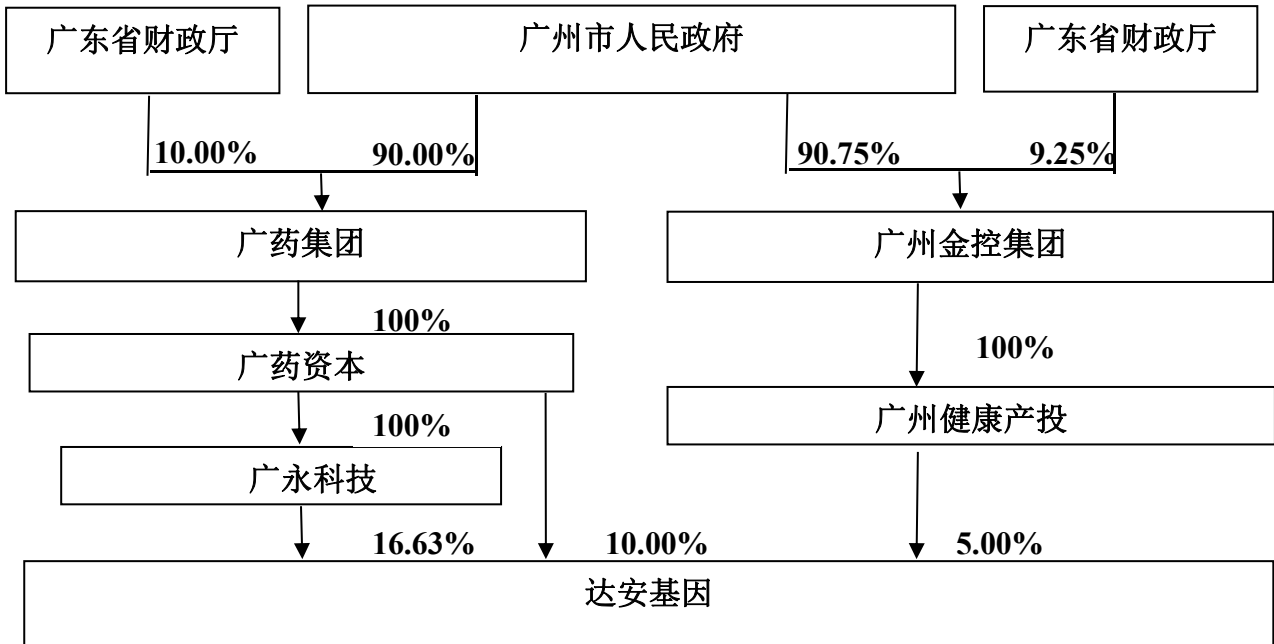 广东省财政厅
广州市人民政府
广东省财政厅
10.00%
90.00%
90.75%
9.25%
广药集团
广州金控集团
100%
广药资本
100%
100%
广州健康产投
广永科技
16.63%
10.00%
5.00%
达安基因